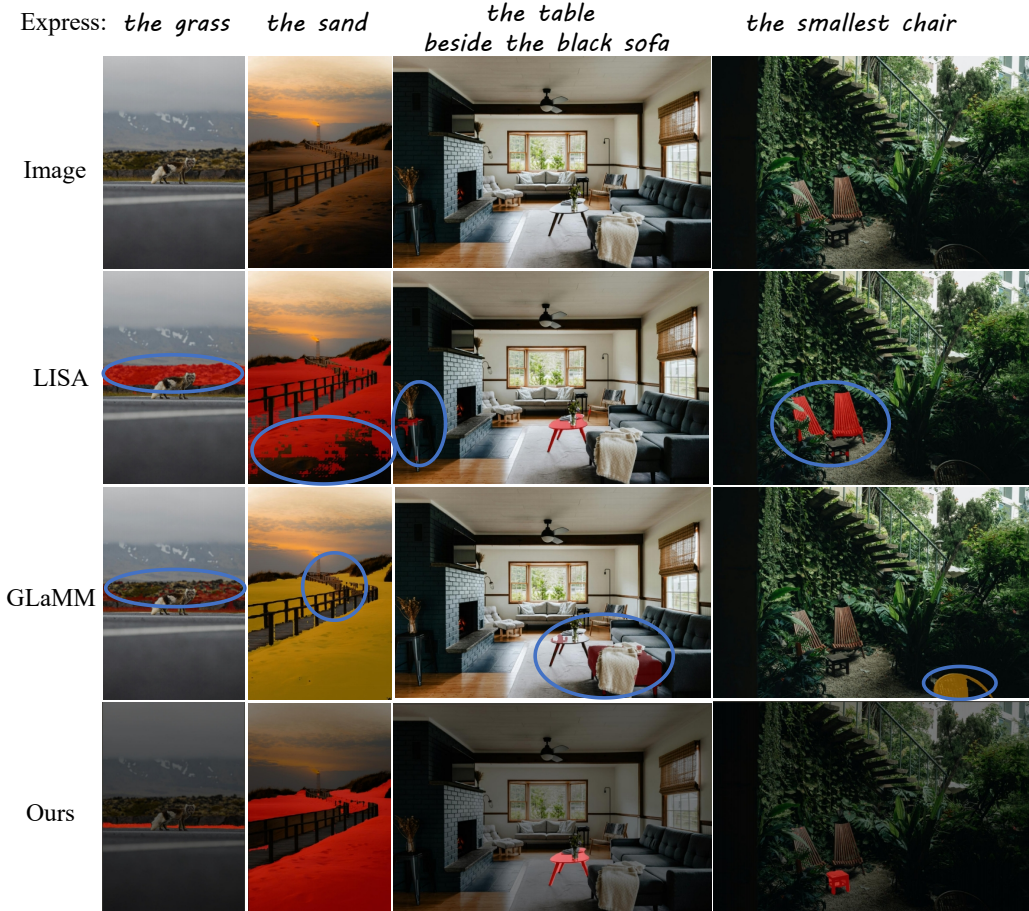 Express: the grass the sand the table beside the black sofa the smallest chair
Image
LISA
GLaMM
Ours